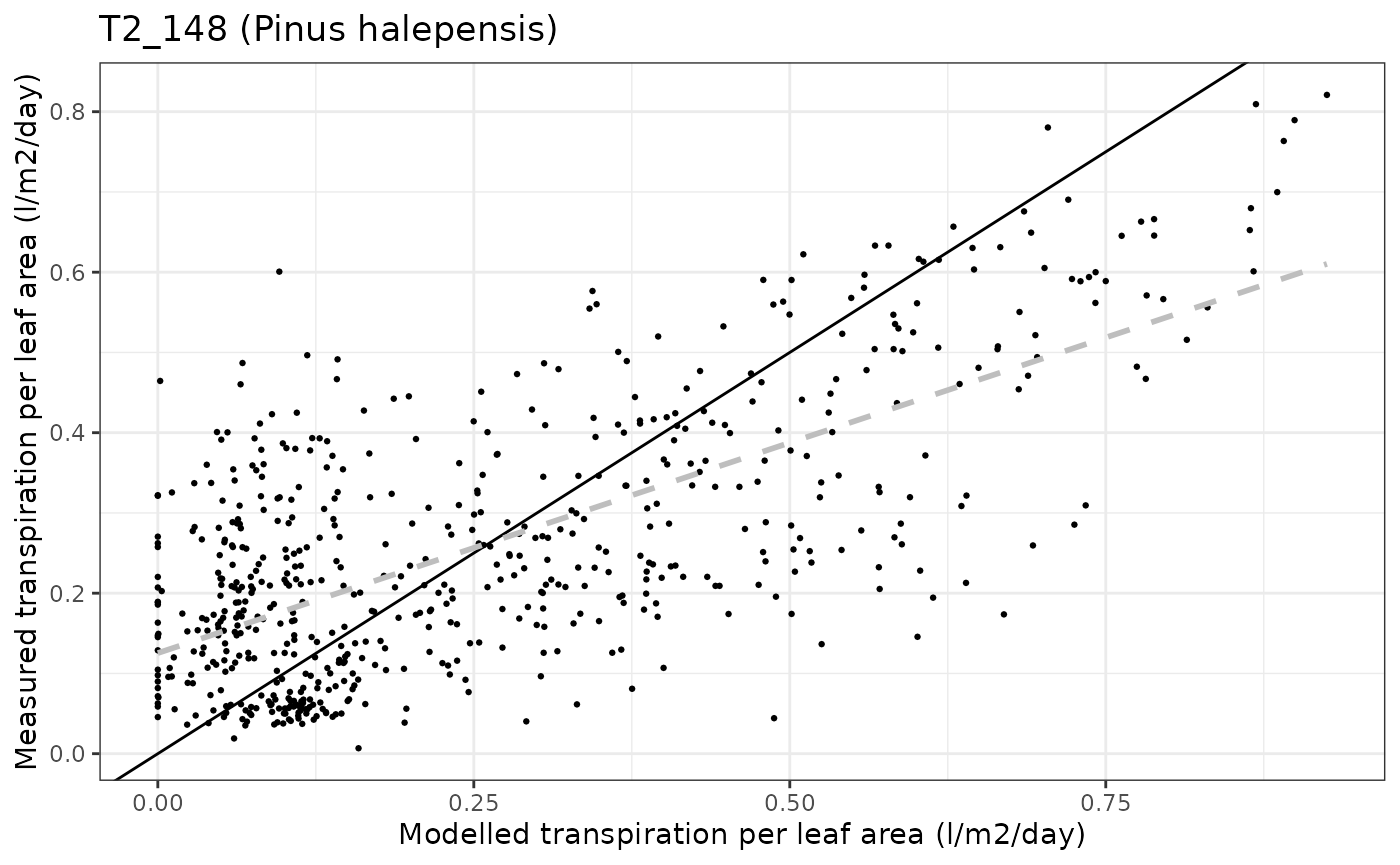 T2_148 (Pinus halepensis)
Measured transpiration per leaf area (l/m2/day)
0.8
0.6
0.4
0.2
0.0
0.00 0.25 0.50 0.75
Modelled transpiration per leaf area (l/m2/day)